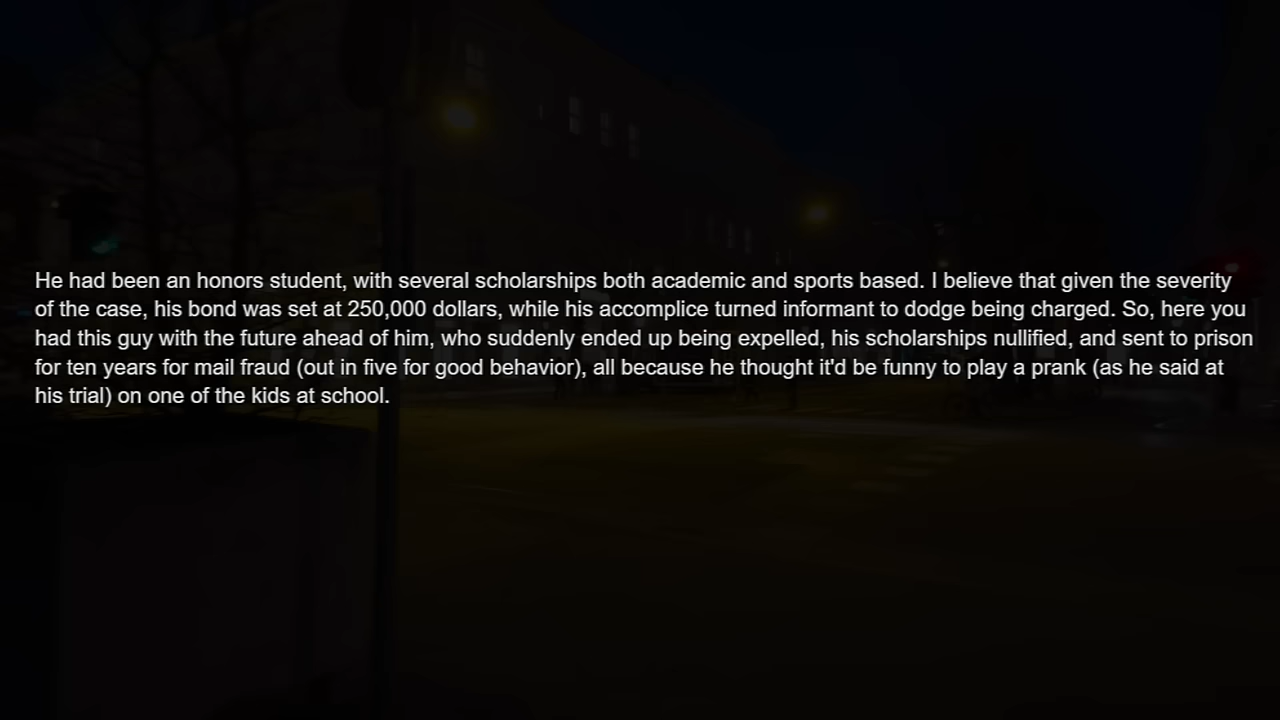 He had been an honors student, with several scholarships both academic and sports based. I believe that given the severity
of the case, his bond was set at 250,000 dollars, while his accomplice turned informant to dodge being charged. So, here you
had this guy with the future ahead of him, who suddenly ended up being expelled, his scholarships nullified, and sent to prison
for ten years for mail fraud (out in five for good behavior), all because he thought it'd be funny to play a prank (as he said at
his trial) on one of the kids at school.